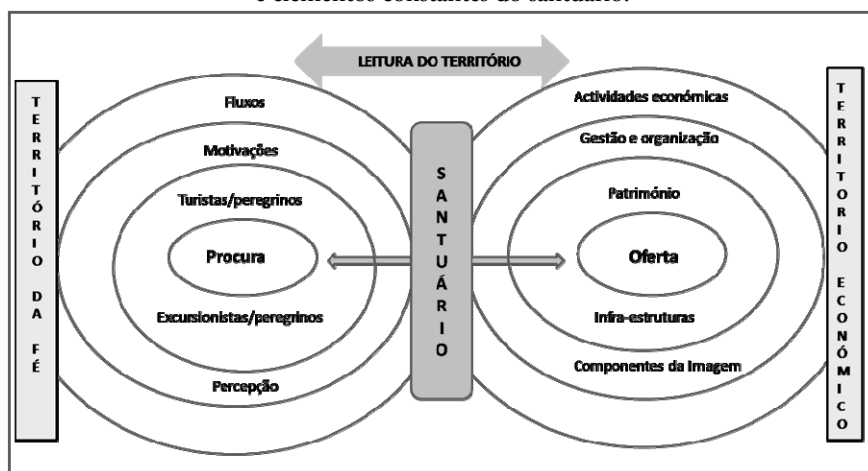 e elementos constantes do santuário.
LEITURA DO TERRITÓRIO
TERRITÓRIO DA FÉ
Fluxos
Motivações
Turistas/peregrinos
Procura
Excursionistas/peregrinos
Percepção
SANTUÁRIO
Actividades económicas
Gestão e organização
Património
Oferta
Infra-estruturas
Componentes da Imagem
TERRITORIO ECONÓMICO